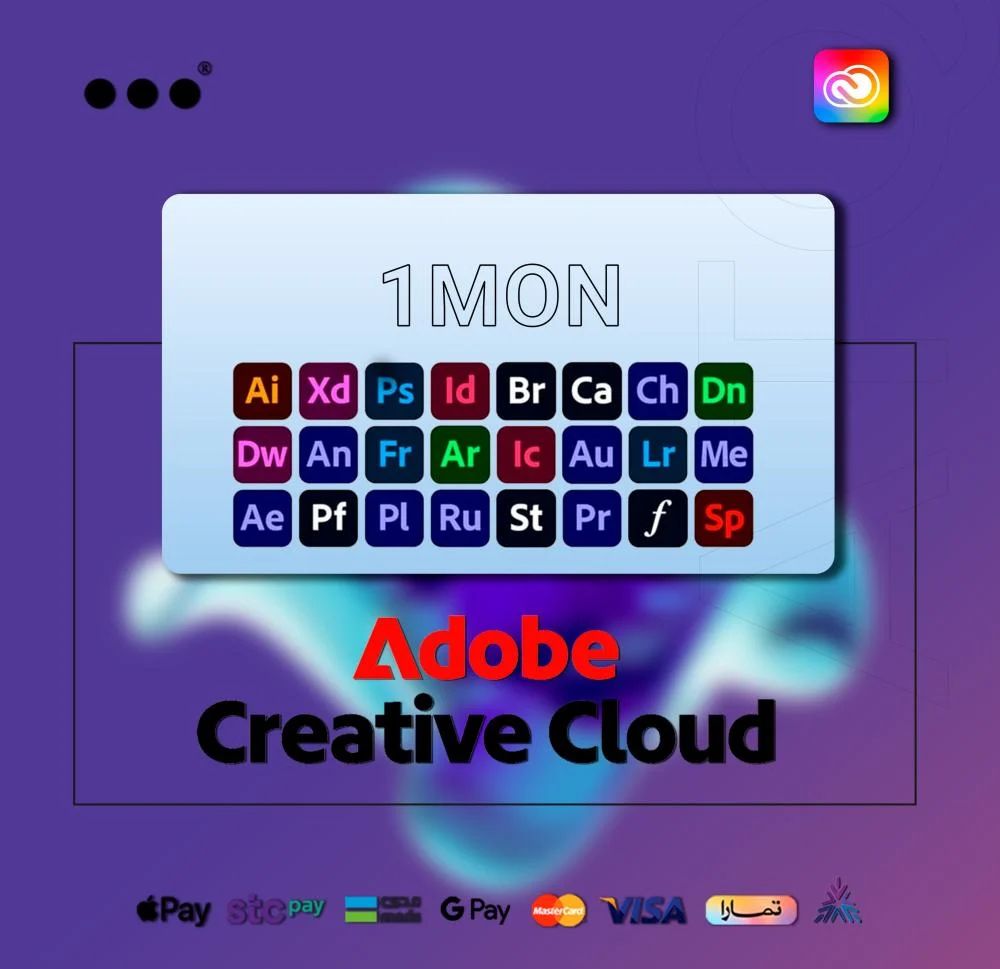 ®
1MON
Ai Xd Ps Id Br Ca Ch Dn
Dw An Fr Ar Ic Au Lr Me
Ae Pf Pl Ru St Pr f Sp
Adobe
Creative Cloud
Pay stc pay G Pay MasterCard VISA تمارا